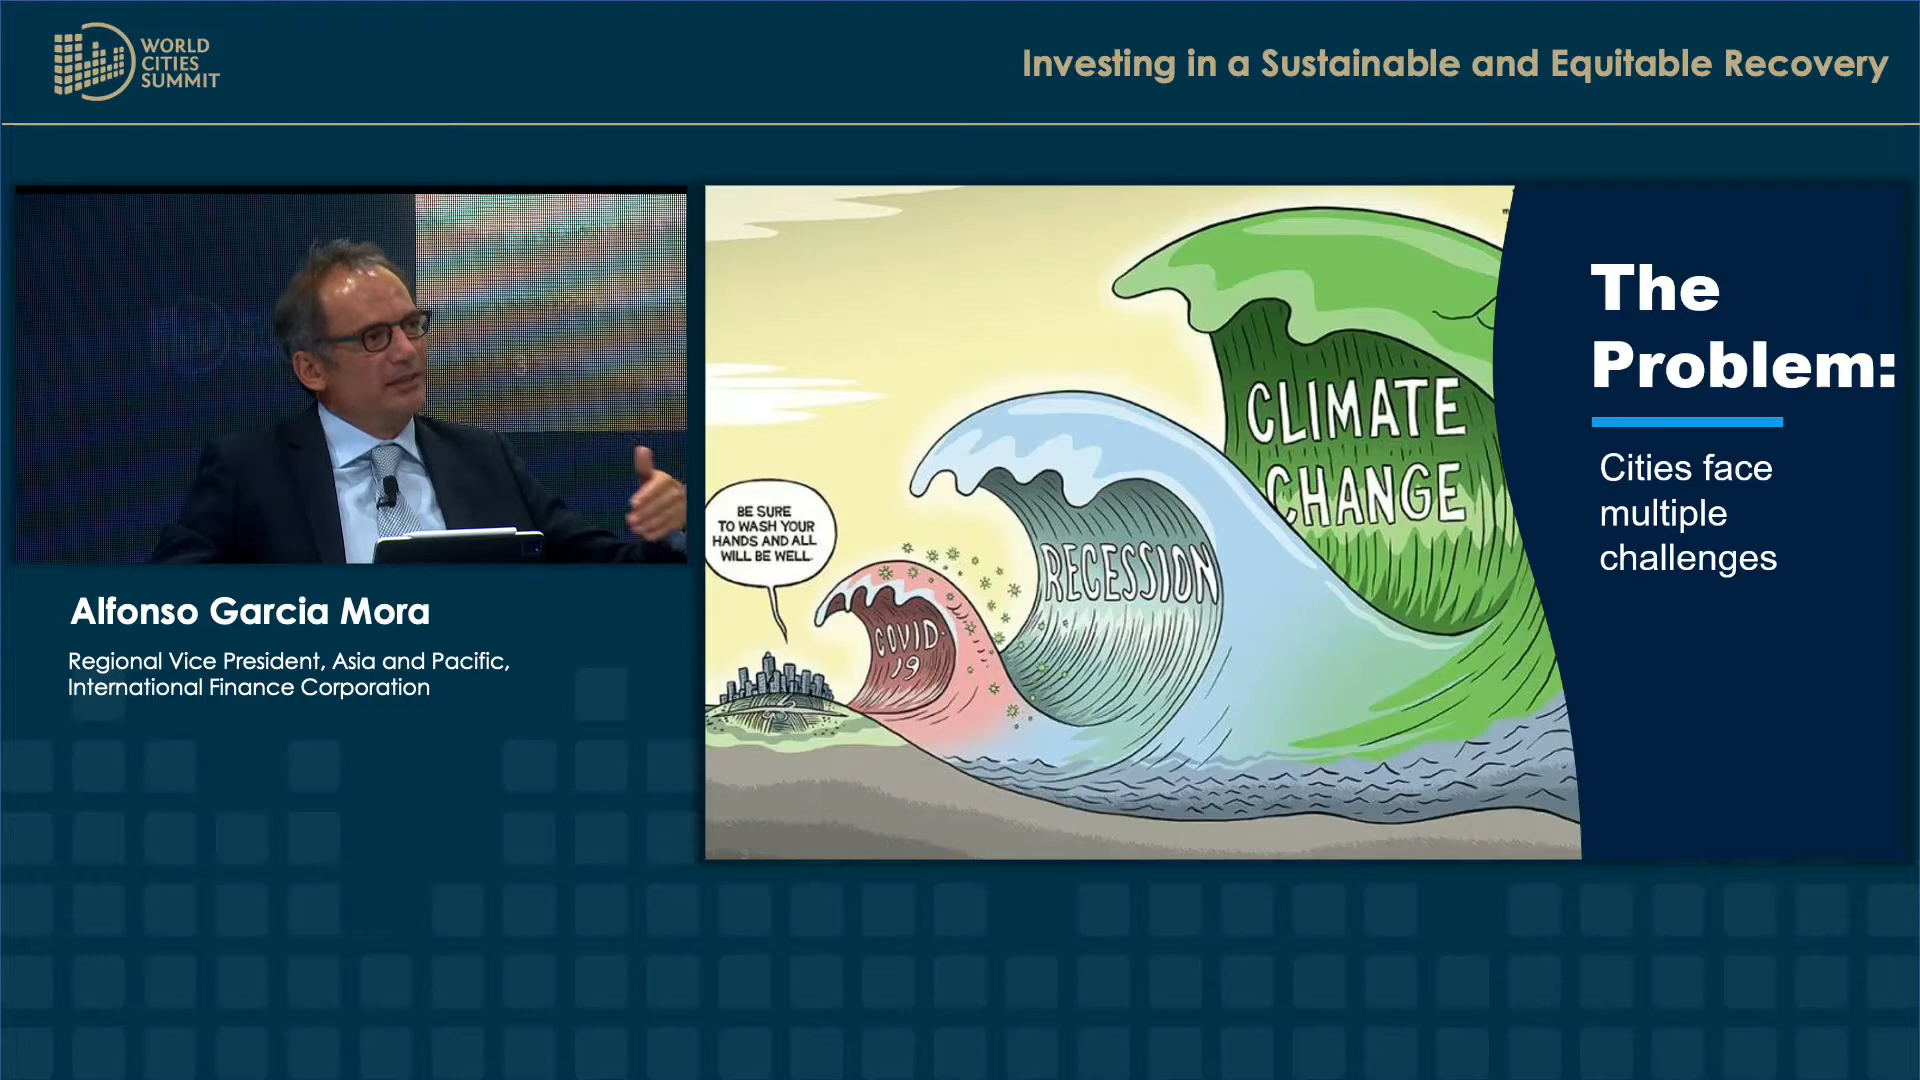 WORLD
CITIES
SUMMIT
Investing in a Sustainable and Equitable Recovery
The
Problem:
Cities face
multiple
challenges
CLIMATE
CHANGE
RECESSION
COVID-
19
BE SURE
TO WASH YOUR
HANDS AND ALL
WILL BE WELL.
Alfonso Garcia Mora
Regional Vice President, Asia and Pacific,
International Finance Corporation